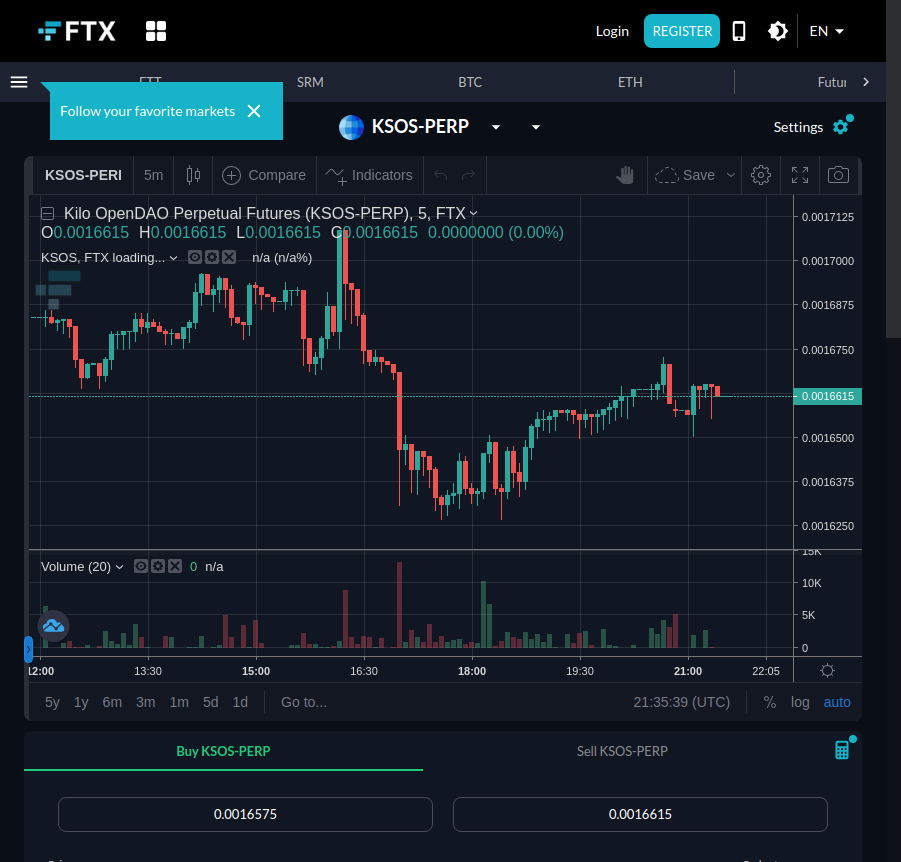 FTX
Login
REGISTER
EN
FTT
SRM
BTC
ETH
Futur
Follow your favorite markets
KSOS-PERP
Settings
KSOS-PERI
5m
Compare
Indicators
Save
Kilo OpenDAO Perpetual Futures (KSOS-PERP), 5, FTX
O0.0016615 H0.0016615 L0.0016615 C0.0016615 0.0000000 (0.00%)
KSOS, FTX loading... n/a (n/a%)
0.0017125
0.0017000
0.0016875
0.0016750
0.0016615
0.0016500
0.0016375
0.0016250
Volume (20) 0 n/a
15K
10K
5K
0
12:00 13:30 15:00 16:30 18:00 19:30 21:00 22:05
5y 1y 6m 3m 1m 5d 1d Go to... 21:35:39 (UTC) % log auto
Buy KSOS-PERP
Sell KSOS-PERP
0.0016575
0.0016615